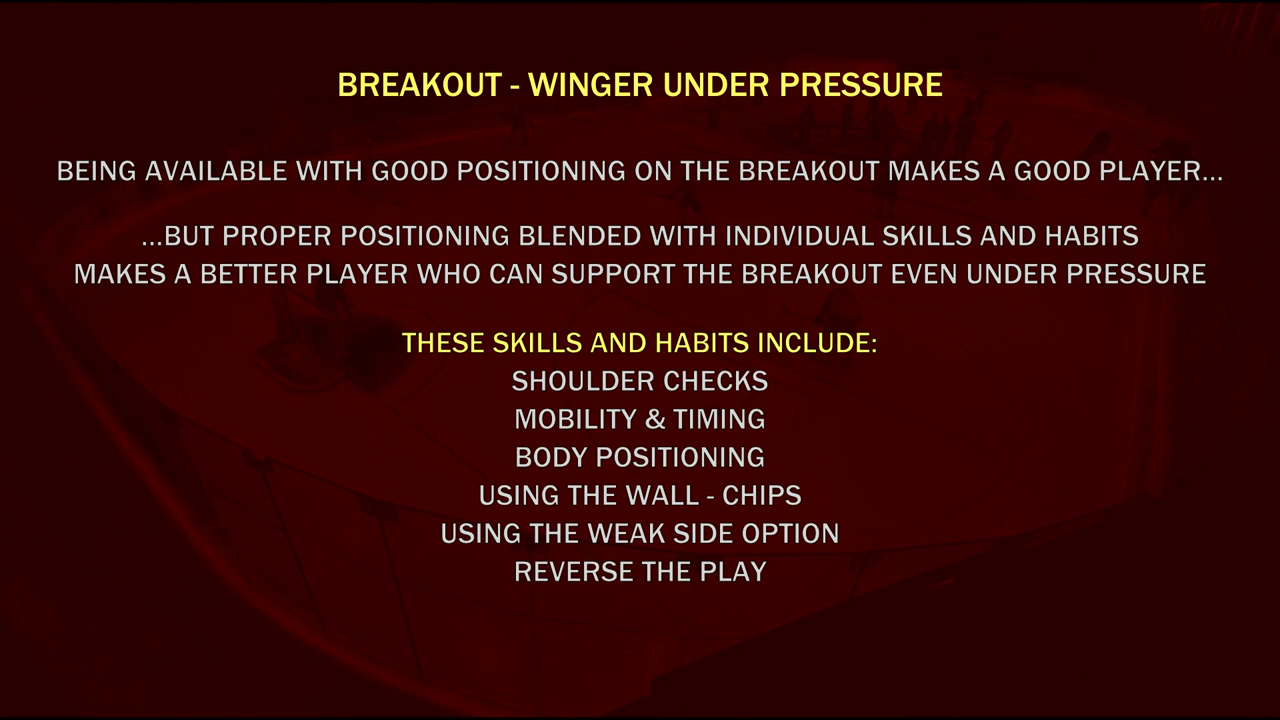 BREAKOUT - WINGER UNDER PRESSURE
BEING AVAILABLE WITH GOOD POSITIONING ON THE BREAKOUT MAKES A GOOD PLAYER...
...BUT PROPER POSITIONING BLENDED WITH INDIVIDUAL SKILLS AND HABITS
MAKES A BETTER PLAYER WHO CAN SUPPORT THE BREAKOUT EVEN UNDER PRESSURE
THESE SKILLS AND HABITS INCLUDE:
SHOULDER CHECKS
MOBILITY & TIMING
BODY POSITIONING
USING THE WALL - CHIPS
USING THE WEAK SIDE OPTION
REVERSE THE PLAY